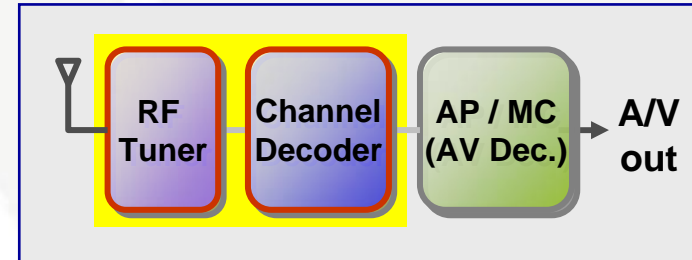 RF
Tuner
Channel
Decoder
AP / MC
(AV Dec.)
A/V
out